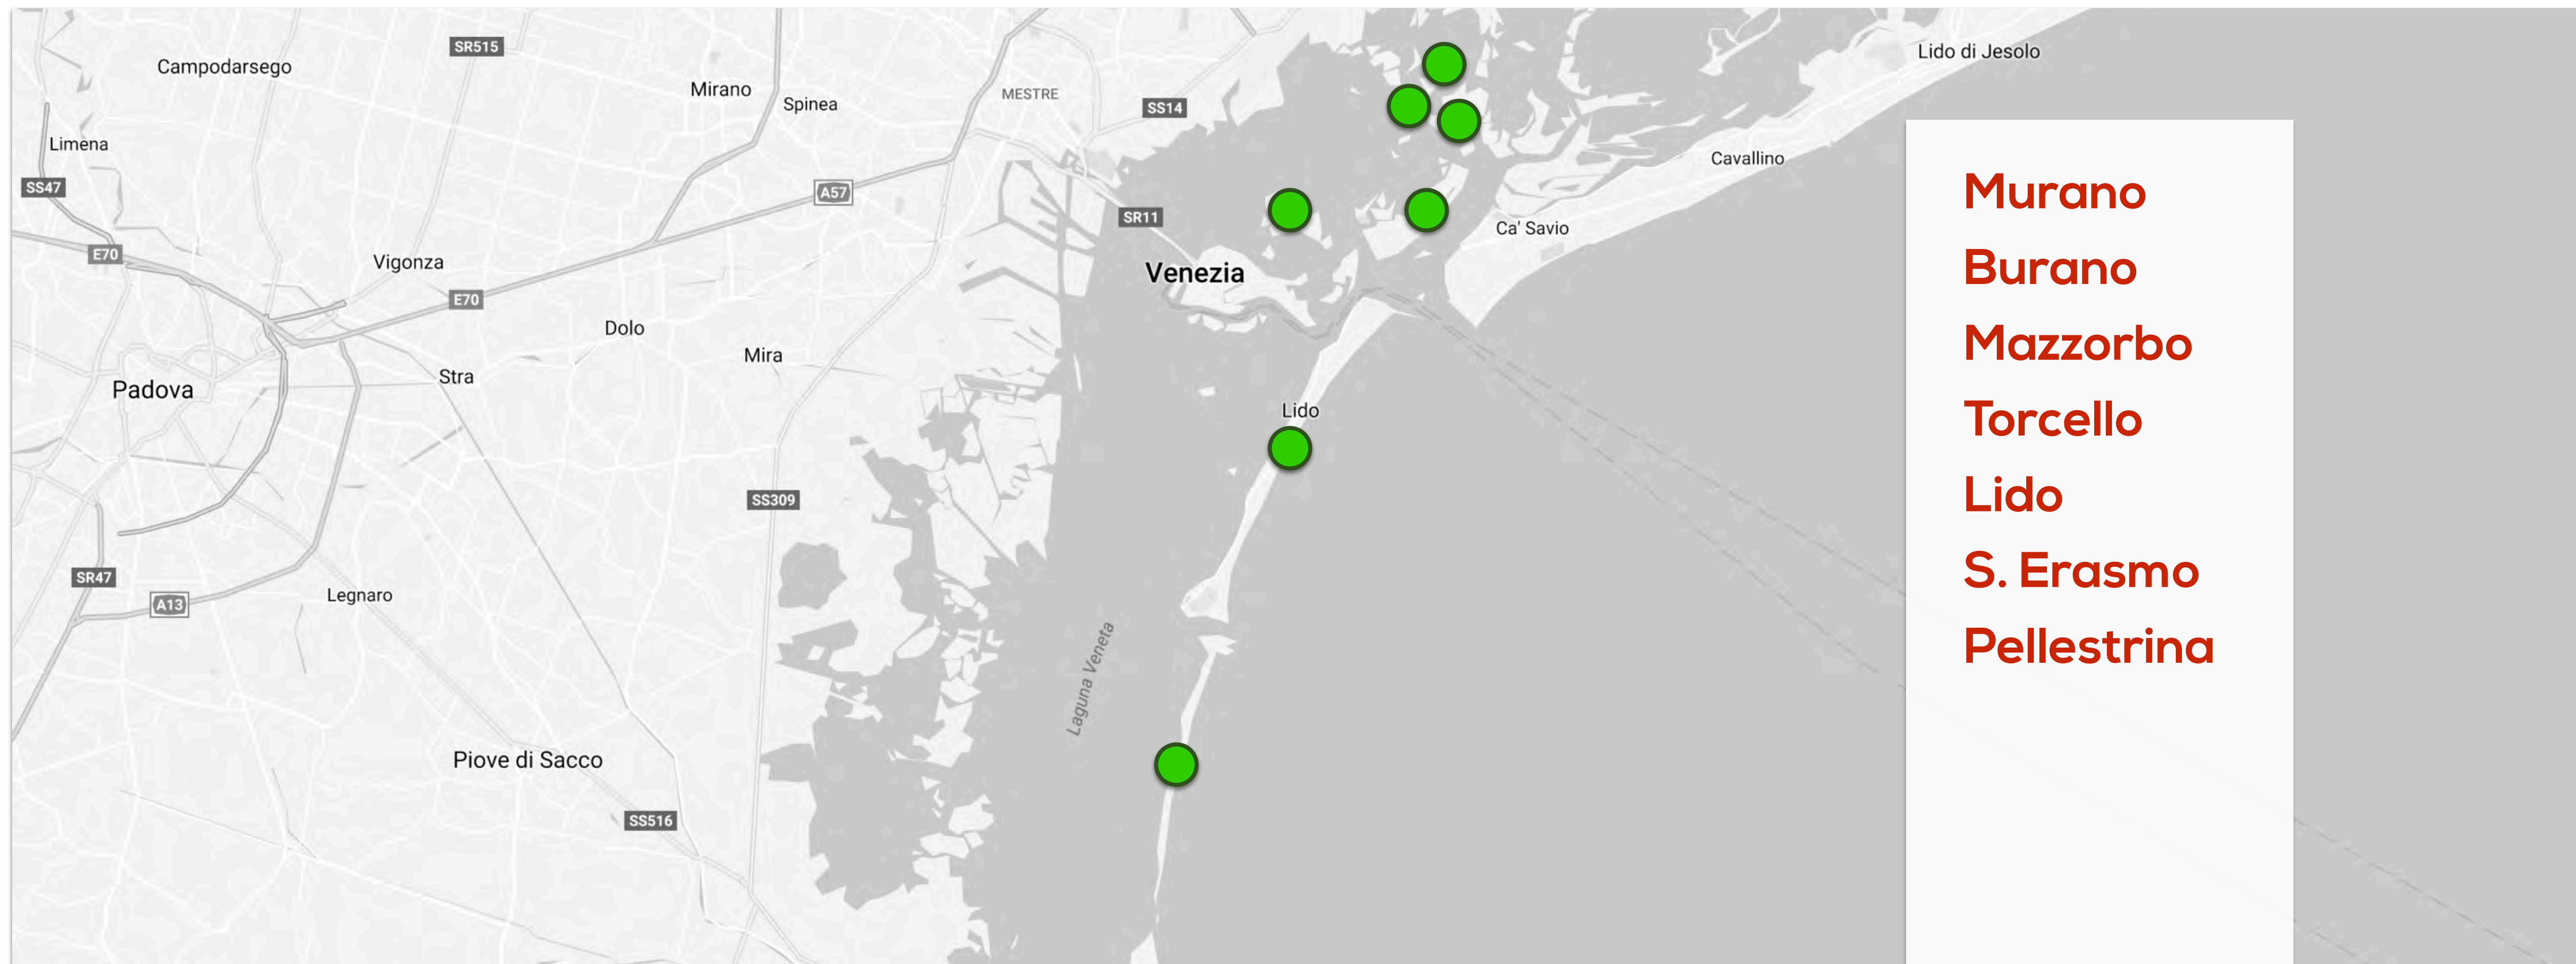 SR515
Campodarsego
Lido di Jesolo
Mirano
MESTRE
Spinea
SS14
Limena
Cavallino
SS47
A57
Murano
SR11
Ca' Savio
E70
Vigonza
Venezia
Burano
E70
Dolo
Mira
Mazzorbo
Stra
Padova
Lido
Torcello
SS309
Lido
SR47
Legnaro
A13
S. Erasmo
Laguna Veneta
Pellestrina
Piove di Sacco
SS516